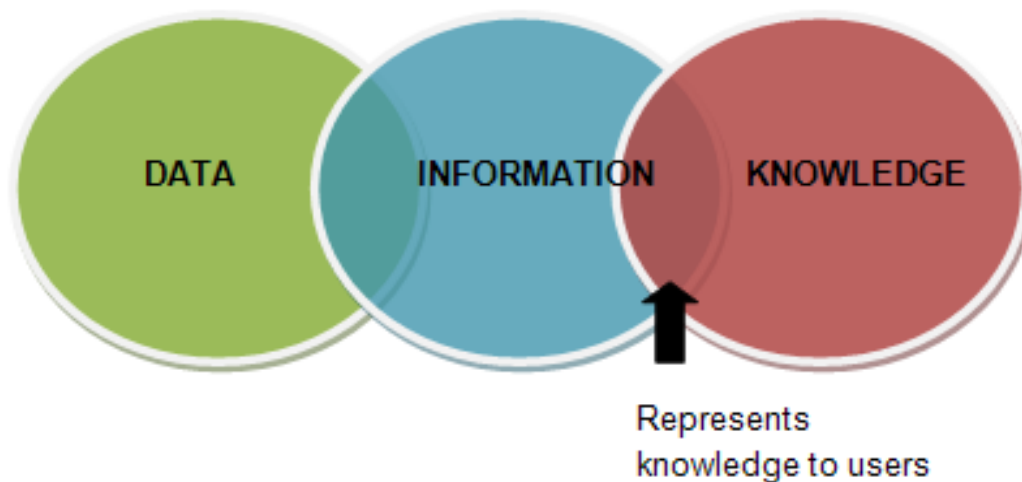 DATA
INFORMATION
KNOWLEDGE
Represents
knowledge to users